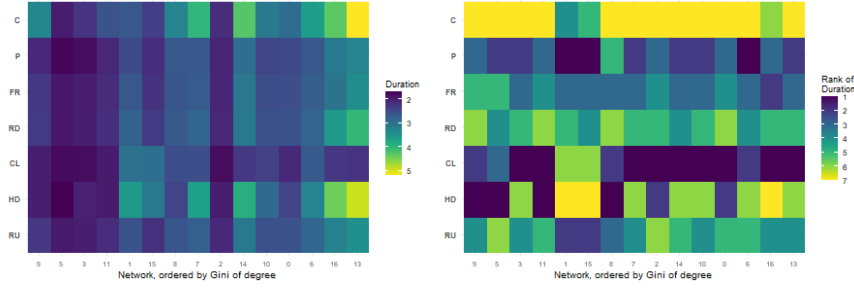 C
P
FR
RD
CL
HD
RU
9 5 3 11 1 15 8 7 2 14 10 0 6 16 13
Network, ordered by Gini of degree
Duration
2
3
4
5
C
P
FR
RD
CL
HD
RU
9 5 3 11 1 15 8 7 2 14 10 0 6 16 13
Network, ordered by Gini of degree
Rank of
Duration
1
2
3
4
5
6
7